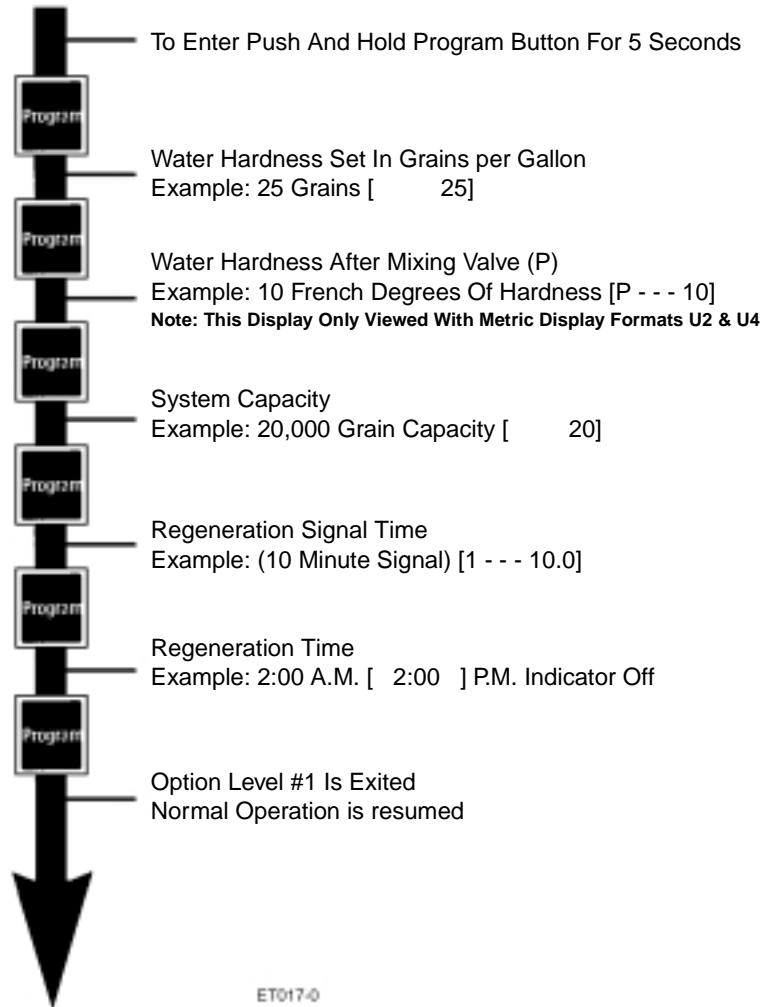 To Enter Push And Hold Program Button For 5 Seconds
Program
Water Hardness Set In Grains per Gallon
Example: 25 Grains [ 25]
Program
Water Hardness After Mixing Valve (P)
Example: 10 French Degrees Of Hardness [P - - - 10]
Note: This Display Only Viewed With Metric Display Formats U2 & U4
Program
System Capacity
Example: 20,000 Grain Capacity [ 20]
Program
Regeneration Signal Time
Example: (10 Minute Signal) [1 - - - 10.0]
Program
Regeneration Time
Example: 2:00 A.M. [ 2:00 ] P.M. Indicator Off
Program
Option Level #1 Is Exited
Normal Operation is resumed
ET017-0